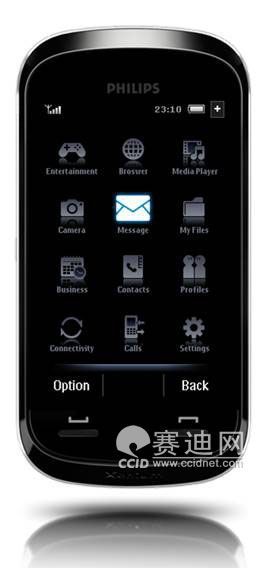 PHILIPS
23:10
Entertainment Browser Media Player
Camera Message My Files
Business Contacts Profiles
Connectivity Calls Settings
Option Back
赛迪网
CCID www.ccidnet.com